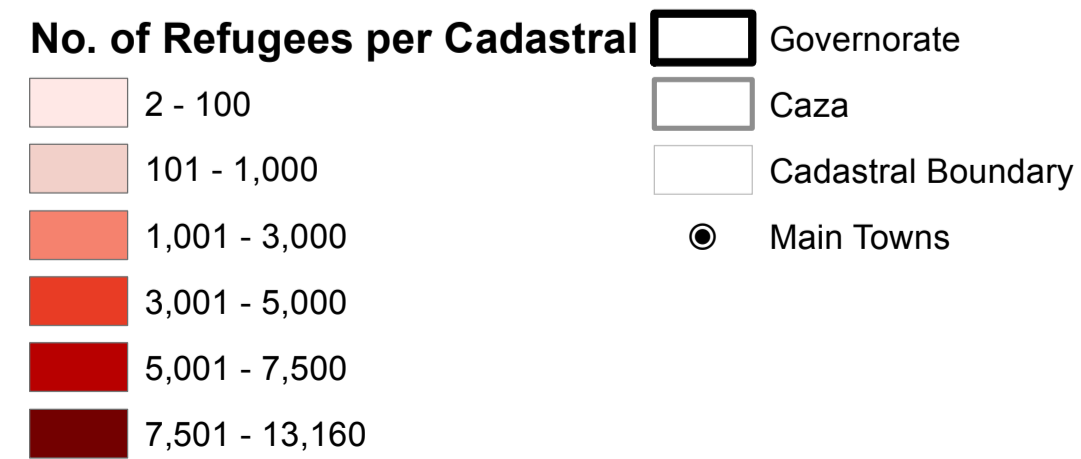 No. of Refugees per Cadastral
2 - 100
101 - 1,000
1,001 - 3,000
3,001 - 5,000
5,001 - 7,500
7,501 - 13,160
Governorate
Caza
Cadastral Boundary
Main Towns